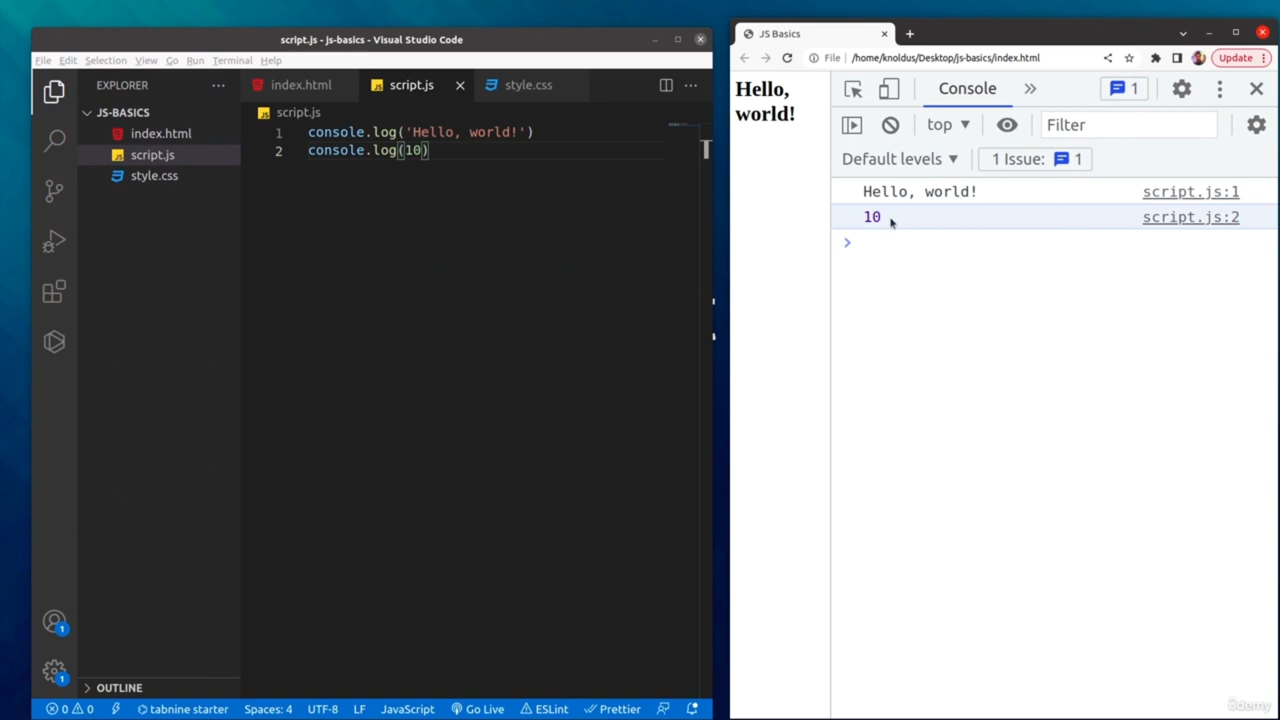 script.js - js-basics - Visual Studio Code
File Edit Selection View Go Run Terminal Help
EXPLORER
JS-BASICS
index.html
script.js
style.css
OUTLINE
index.html script.js style.css
script.js
1 console.log('Hello, world!')
2 console.log(10)
1
1
0 0 tabnine starter Spaces: 4 UTF-8 LF JavaScript Go Live ESLint Prettier
JS Basics
File /home/knoldus/Desktop/js-basics/index.html Update
Hello,
world!
Console 1
top Filter
Default levels 1 Issue: 1
Hello, world! script.js:1
10 script.js:2
ûdemy